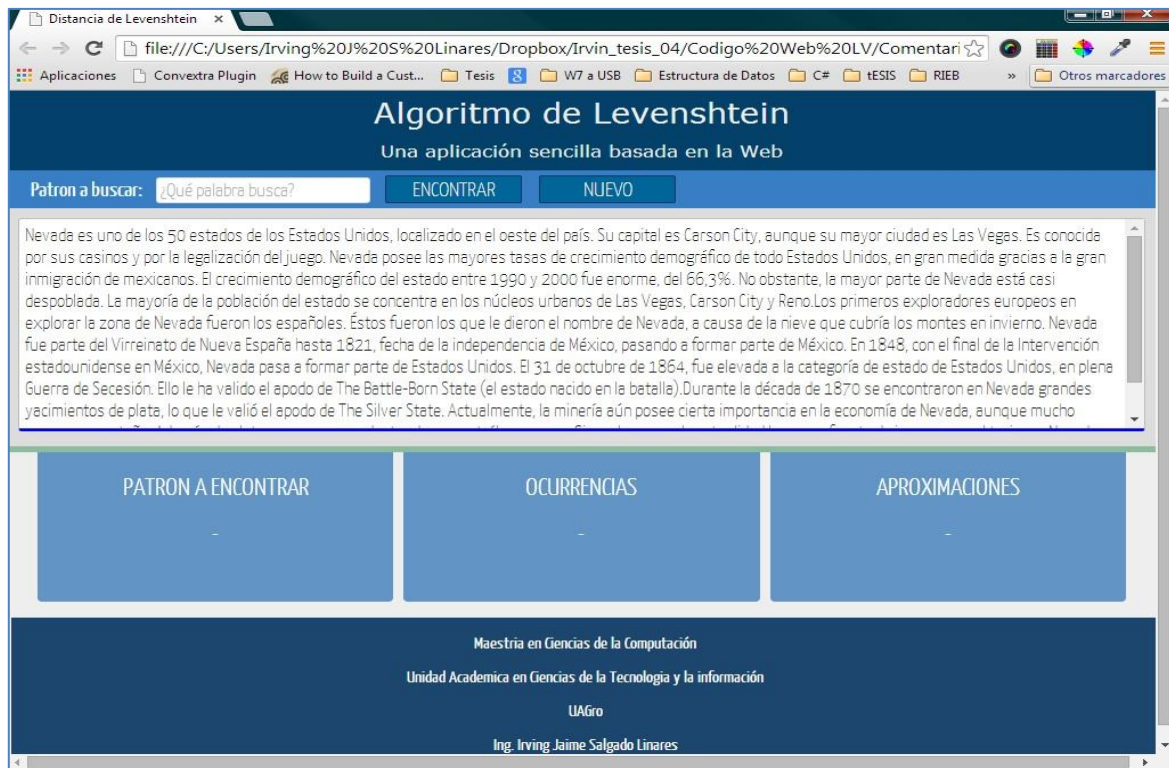 Distancia de Levenshtein
file:///C:/Users/Irving%20J%20S%20Linares/Dropbox/Irvin_tesis_04/Codigo%20Web%20LV/Comentari
Aplicaciones Convextra Plugin How to Build a Cust... Tesis W7 a USB Estructura de Datos C# tESIS RIEB » Otros marcadores
Algoritmo de Levenshtein
Una aplicación sencilla basada en la Web
Patron a buscar: ¿Qué palabra busca? ENCONTRAR NUEVO
Nevada es uno de los 50 estados de los Estados Unidos, localizado en el oeste del país. Su capital es Carson City, aunque su mayor ciudad es Las Vegas. Es conocida
por sus casinos y por la legalización del juego. Nevada posee las mayores tasas de crecimiento demográfico de todo Estados Unidos, en gran medida gracias a la gran
inmigración de mexicanos. El crecimiento demográfico del estado entre 1990 y 2000 fue enorme, del 66,3%. No obstante, la mayor parte de Nevada está casi
despoblada. La mayoría de la población del estado se concentra en los núcleos urbanos de Las Vegas, Carson City y Reno.Los primeros exploradores europeos en
explorar la zona de Nevada fueron los españoles. Éstos fueron los que le dieron el nombre de Nevada, a causa de la nieve que cubría los montes en invierno. Nevada
fue parte del Virreinato de Nueva España hasta 1821, fecha de la independencia de México, pasando a formar parte de México. En 1848, con el final de la Intervención
estadounidense en México, Nevada pasa a formar parte de Estados Unidos. El 31 de octubre de 1864, fue elevada a la categoría de estado de Estados Unidos, en plena
Guerra de Secesión. Ello le ha valido el apodo de The Battle-Born State (el estado nacido en la batalla).Durante la década de 1870 se encontraron en Nevada grandes
yacimientos de plata, lo que le valió el apodo de The Silver State. Actualmente, la minería aún posee cierta importancia en la economía de Nevada, aunque mucho
PATRON A ENCONTRAR OCURRENCIAS APROXIMACIONES
- - -
Maestria en Ciencias de la Computación
Unidad Academica en Ciencias de la Tecnologia y la información
UAGro
Ing. Irving Jaime Salgado Linares